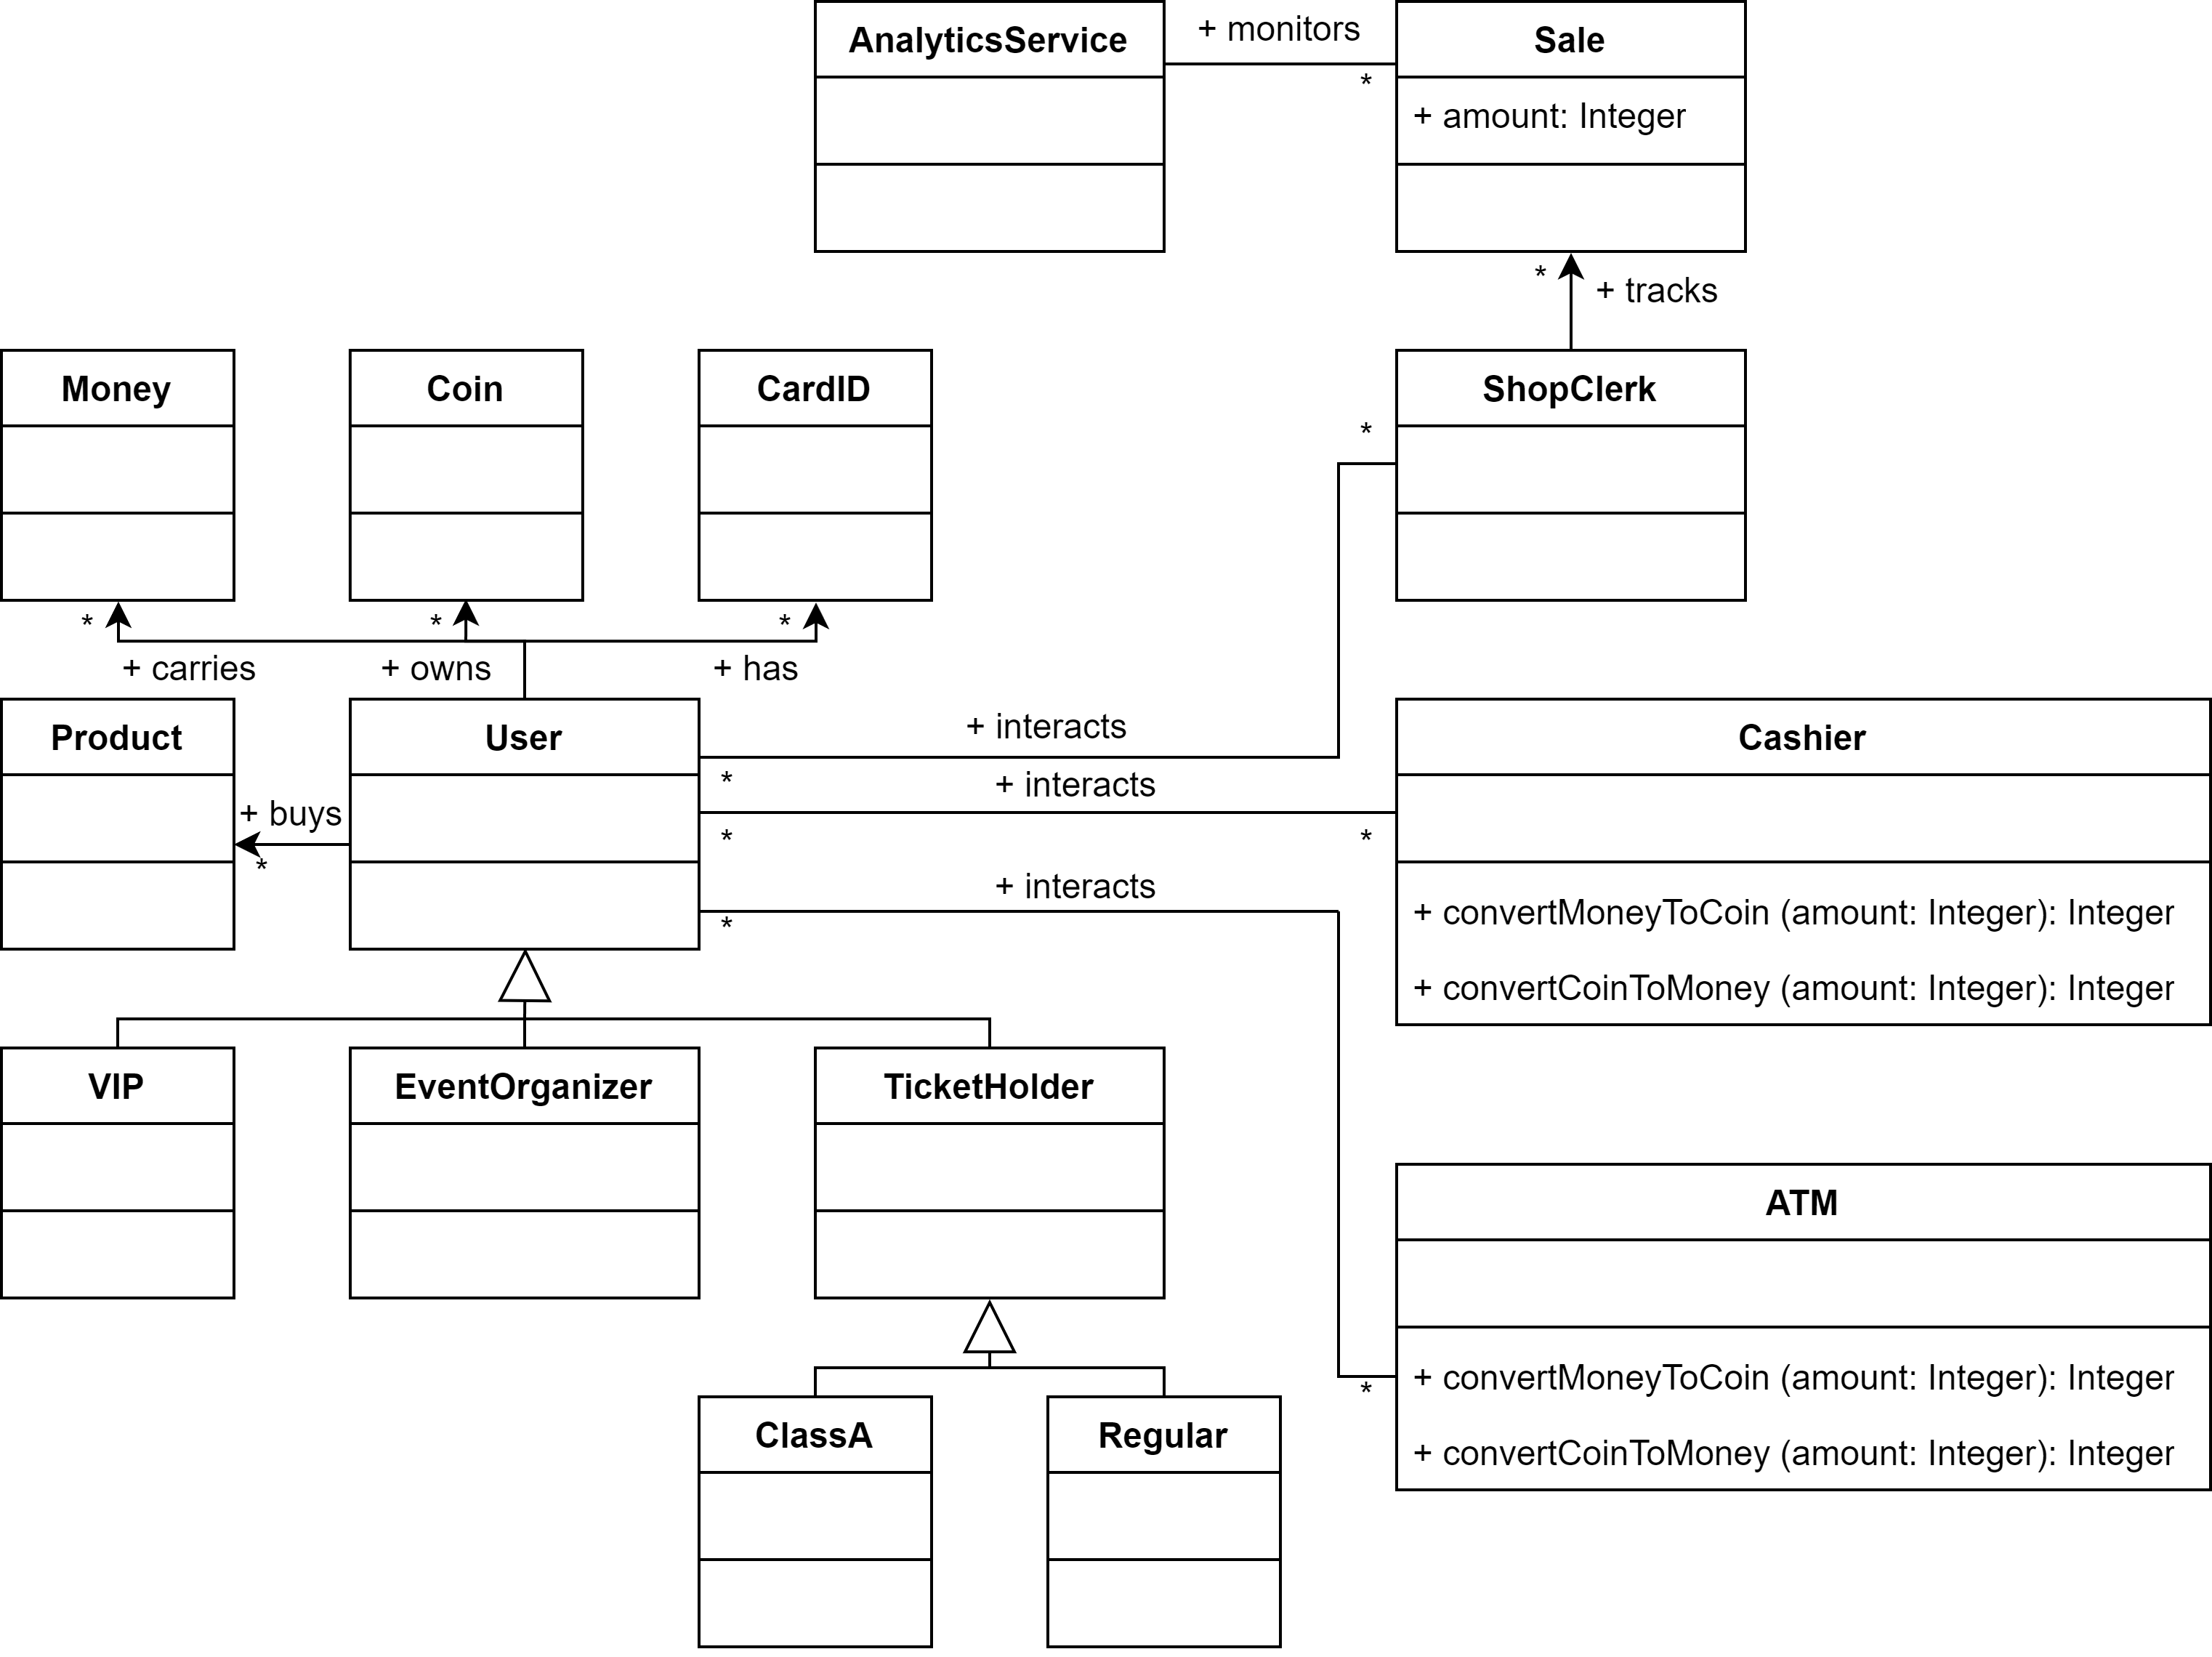 AnalyticsService
+ monitors
Sale
*
+ amount: Integer
*
+ tracks
Money
Coin
CardID
ShopClerk
*
*
*
*
+ carries
+ owns
+ has
Product
User
+ interacts
Cashier
*
+ interacts
+ buys
*
*
*
+ interacts
*
+ convertMoneyToCoin (amount: Integer): Integer
+ convertCoinToMoney (amount: Integer): Integer
VIP
EventOrganizer
TicketHolder
ATM
*
+ convertMoneyToCoin (amount: Integer): Integer
+ convertCoinToMoney (amount: Integer): Integer
ClassA
Regular